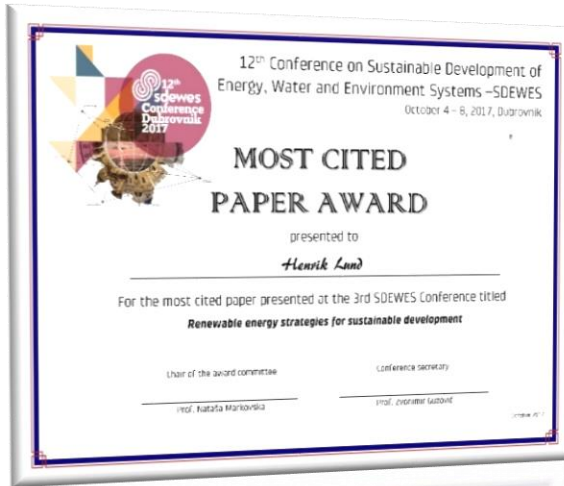 12th Conference on Sustainable Development of
Energy, Water and Environment Systems –SDEWES
October 4 – 8, 2017, Dubrovnik
12th
sdewes
Conference
Dubrovnik
2017
MOST CITED
PAPER AWARD
presented to
Henrik Lund
For the most cited paper presented at the 3rd SDEWES Conference titled
Renewable energy strategies for sustainable development
Chair of the award committee
Conference secretary
Prof. Nataša Markovska
Prof. Zvonimir Guzović